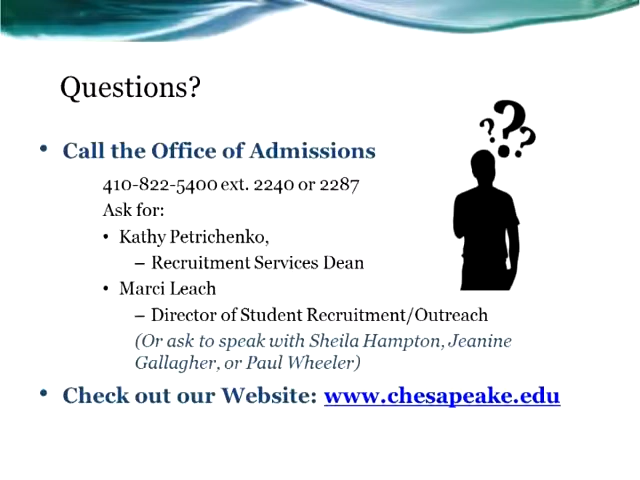 Questions?
• Call the Office of Admissions
410-822-5400 ext. 2240 or 2287
Ask for:
• Kathy Petrichenko,
– Recruitment Services Dean
• Marci Leach
– Director of Student Recruitment/Outreach
(Or ask to speak with Sheila Hampton, Jeanine
Gallagher, or Paul Wheeler)
• Check out our Website: www.chesapeake.edu
???